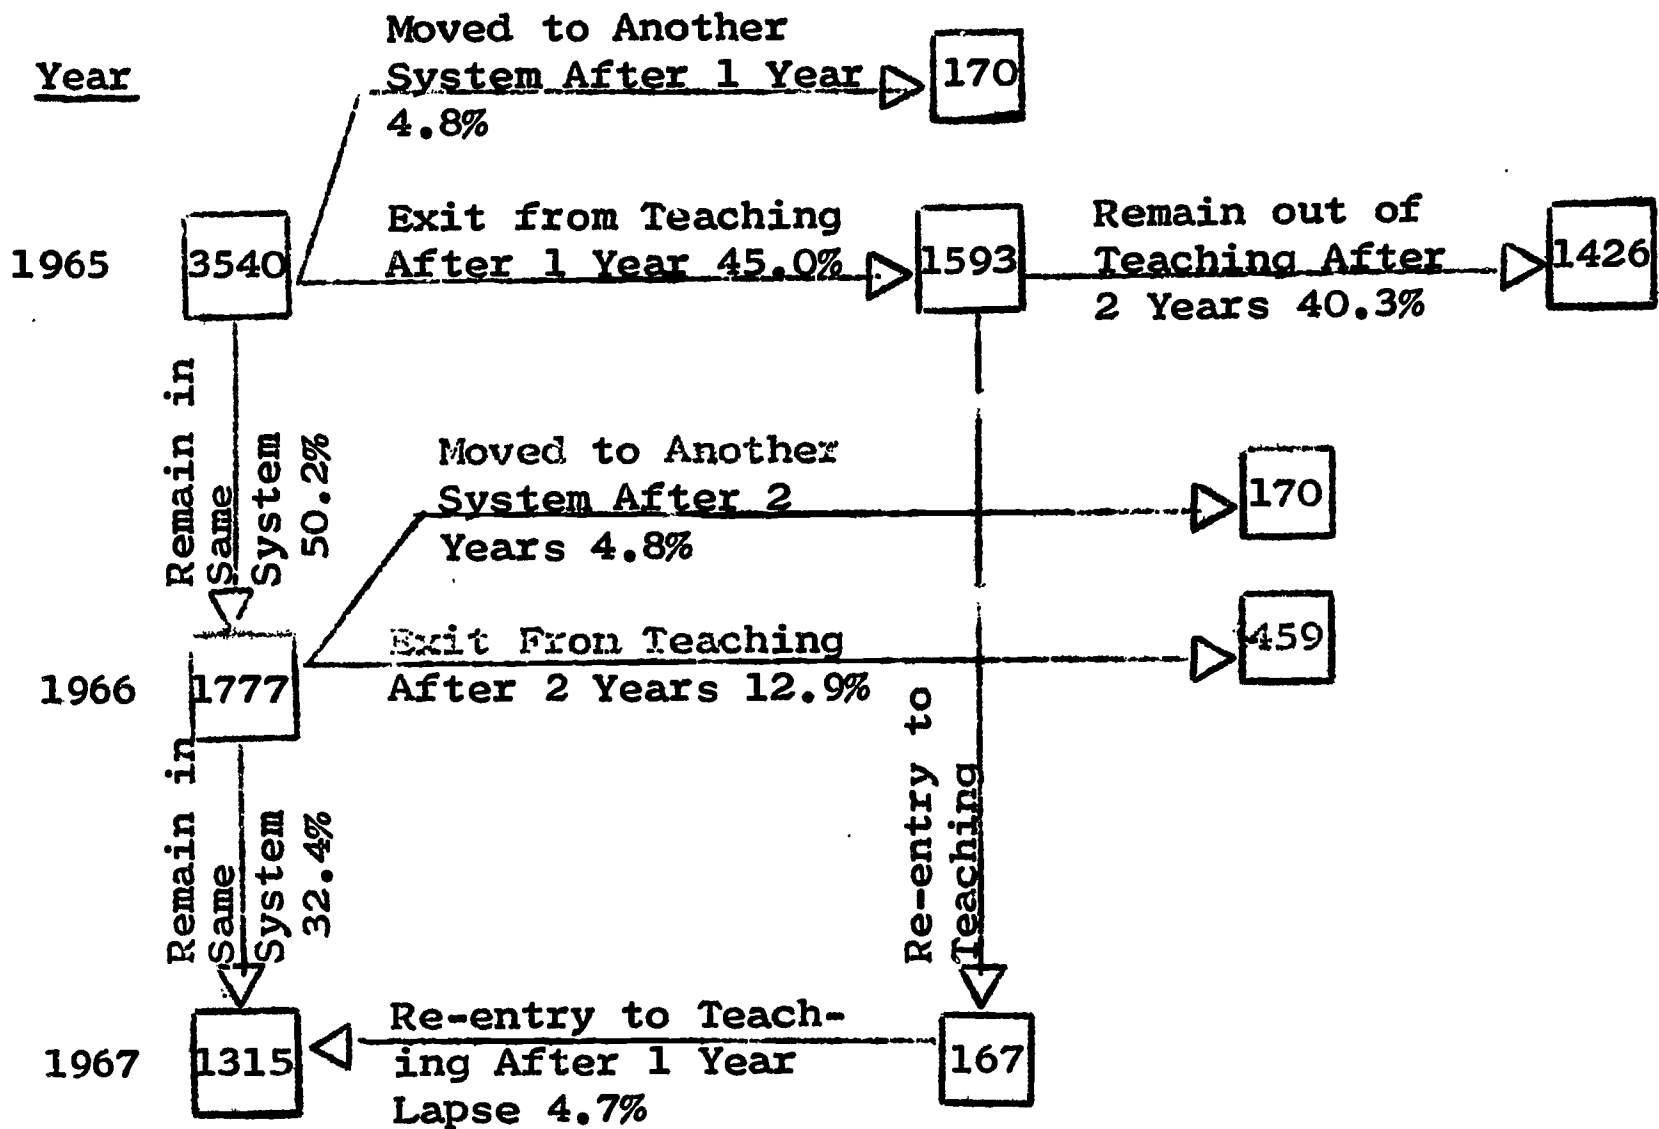 Year
Moved to Another
System After 1 Year
4.8%
170
1965
3540
Exit from Teaching
After 1 Year 45.0%
1593
Remain out of
Teaching After
2 Years 40.3%
1426
Remain in
Same
System
50.2%
Moved to Another
System After 2
Years 4.8%
170
1966
1777
Exit Fron Teaching
After 2 Years 12.9%
459
Remain in
Same
System
32.4%
Re-entry to
Teaching
1967
1315
Re-entry to Teach-
ing After 1 Year
Lapse 4.7%
167